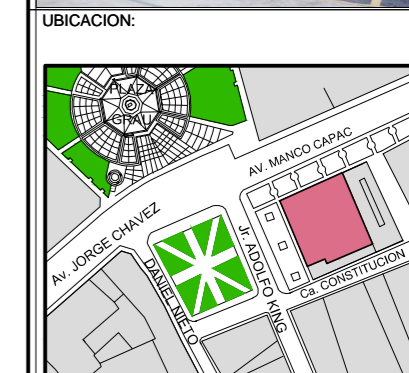 UBICACION:
PLAZA
GRAU
AV. MANCO CAPAC
Av. JORGE CHAVEZ
Jr. ADOLFO KING
DANIEL NIETO
Ca. CONSTITUCION